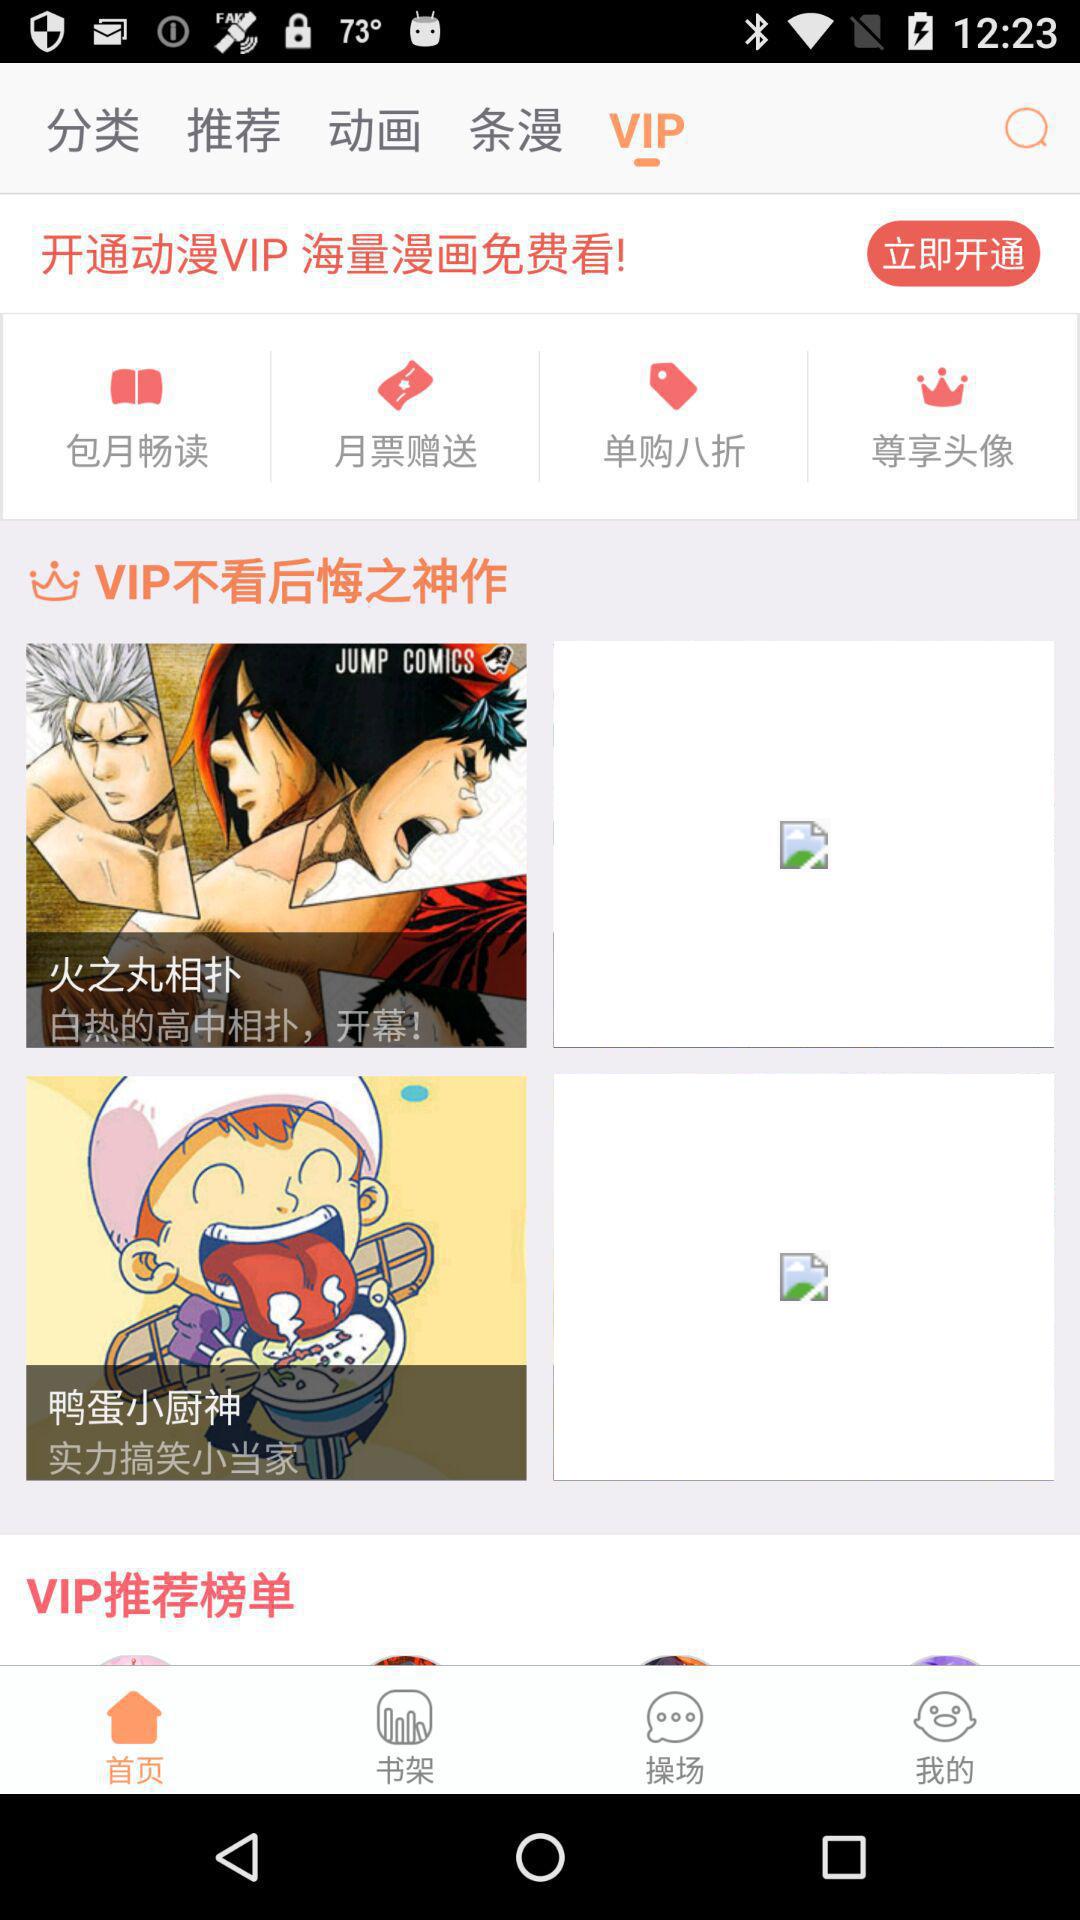 FAKE 73° 12:23
分类 推荐 动画 条漫 VIP
开通动漫VIP 海量漫画免费看! 立即开通
包月畅读 月票赠送 单购八折 尊享头像
VIP不看后悔之神作
JUMP COMICS
火之丸相扑
白热的高中相扑，开幕!
鸭蛋小厨神
实力搞笑小当家
VIP推荐榜单
首页 书架 操场 我的